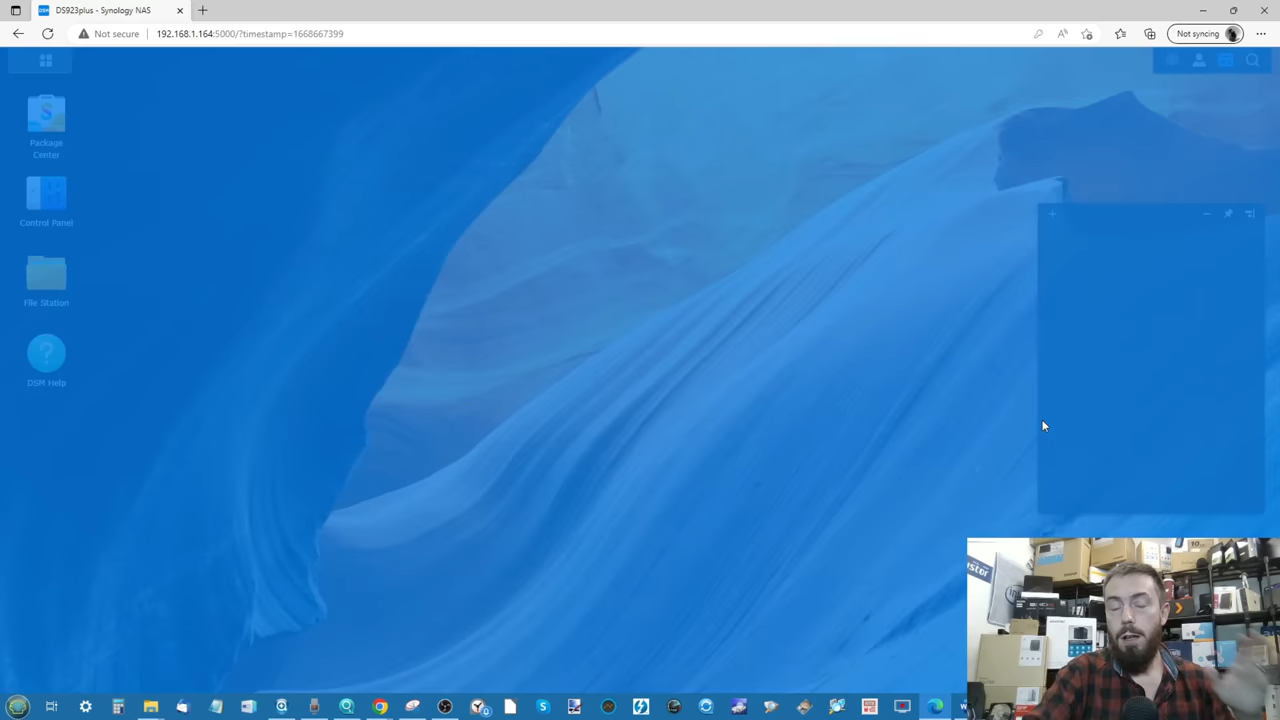 DS923plus - Synology NAS
Not secure
192.168.1.164:5000/?timestamp=1668667399
Not syncing
Package
Center
Control Panel
File Station
DSM Help